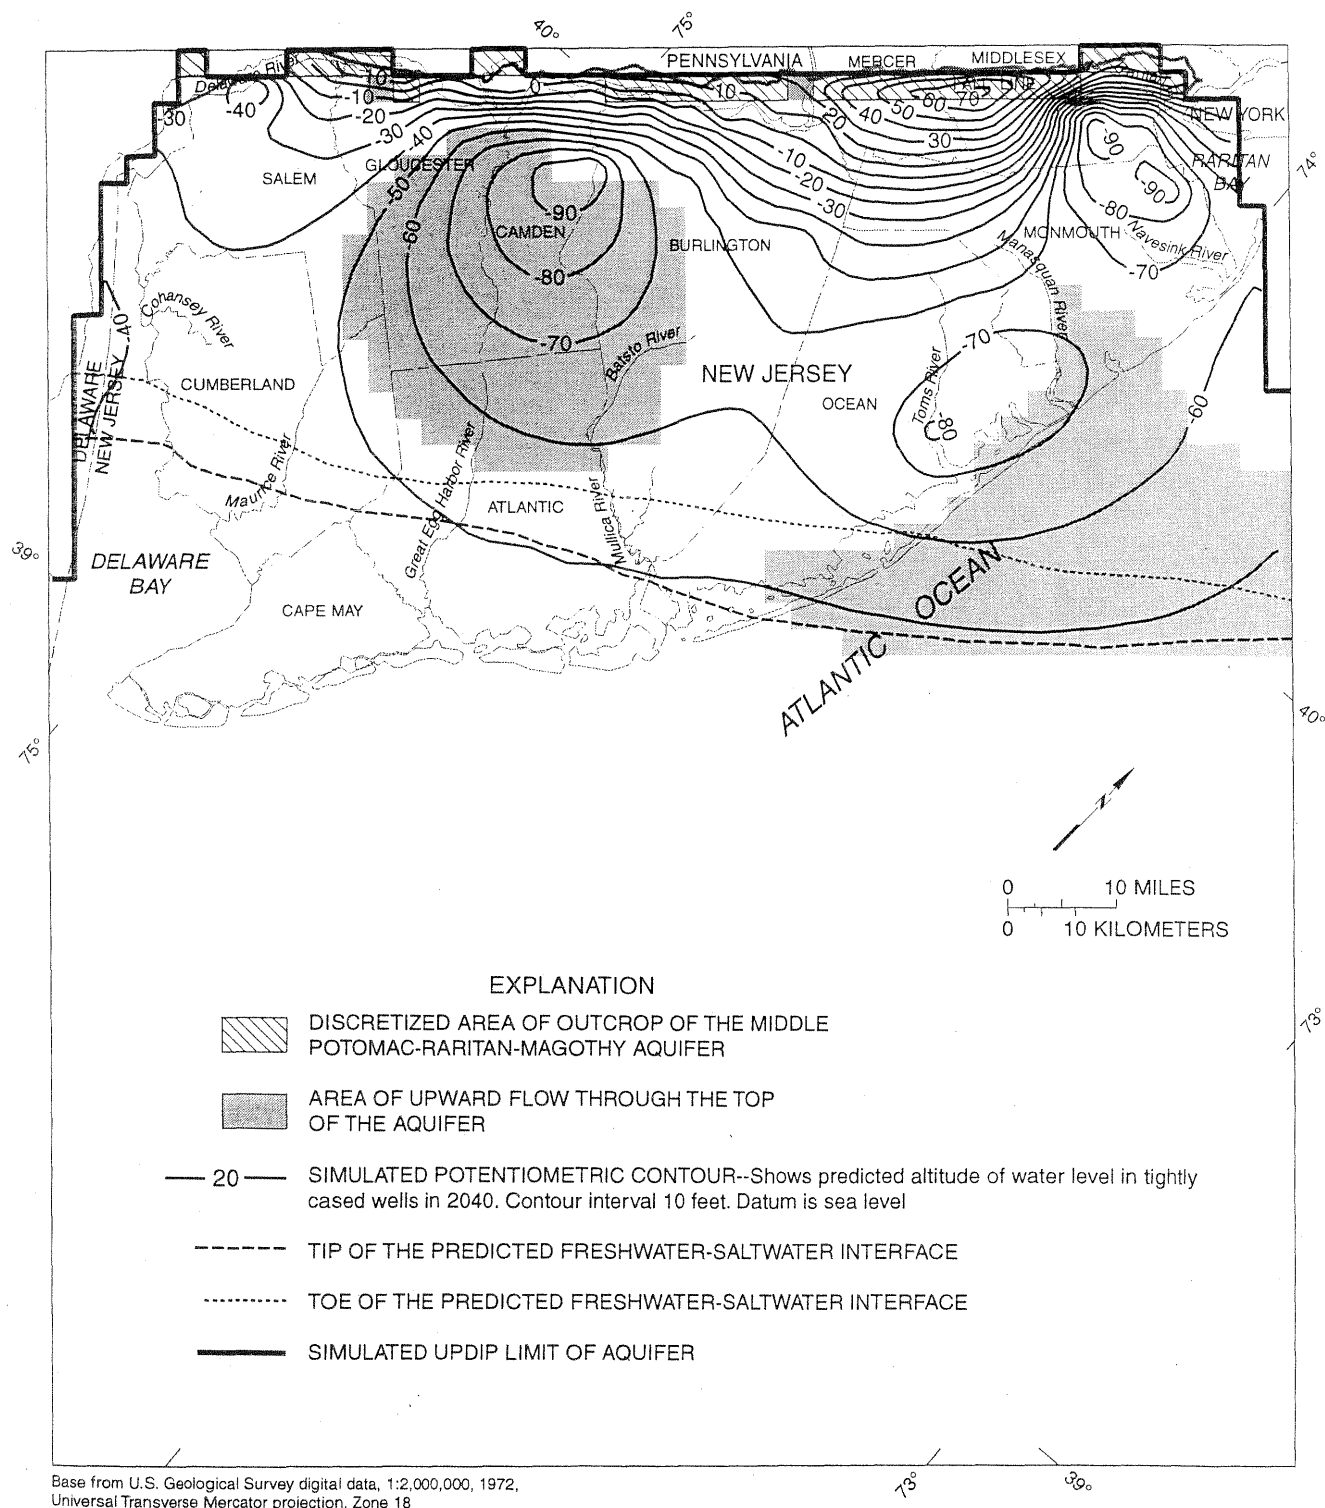 40°
75°
PENNSYLVANIA
MERCER
MIDDLESEX
Delaware River
10
0
10
FALL LINE
-10
-20
-30
-40
-30
-40
20
40
50
60
70
30
NEW YORK
RARITAN
BAY
74°
GLOUCESTER
SALEM
-50
-60
-10
-20
-30
-90
-90
-80
-70
-90
CAMDEN
-80
-70
BURLINGTON
MONMOUTH
Navesink River
Manasquan River
Cohansey River
-40
DELAWARE
NEW JERSEY
CUMBERLAND
Batsto River
NEW JERSEY
OCEAN
Toms River
-70
-80
-60
Maurice River
Great Egg Harbor River
ATLANTIC
Mullica River
39°
DELAWARE
BAY
CAPE MAY
ATLANTIC OCEAN
75°
40°
N
0 10 MILES
0 10 KILOMETERS
73°
EXPLANATION
DISCRETIZED AREA OF OUTCROP OF THE MIDDLE
POTOMAC-RARITAN-MAGOTHY AQUIFER
AREA OF UPWARD FLOW THROUGH THE TOP
OF THE AQUIFER
20
SIMULATED POTENTIOMETRIC CONTOUR--Shows predicted altitude of water level in tightly
cased wells in 2040. Contour interval 10 feet. Datum is sea level
TIP OF THE PREDICTED FRESHWATER-SALTWATER INTERFACE
TOE OF THE PREDICTED FRESHWATER-SALTWATER INTERFACE
SIMULATED UPDIP LIMIT OF AQUIFER
Base from U.S. Geological Survey digital data, 1:2,000,000, 1972,
Universal Transverse Mercator projection, Zone 18
73°
39°